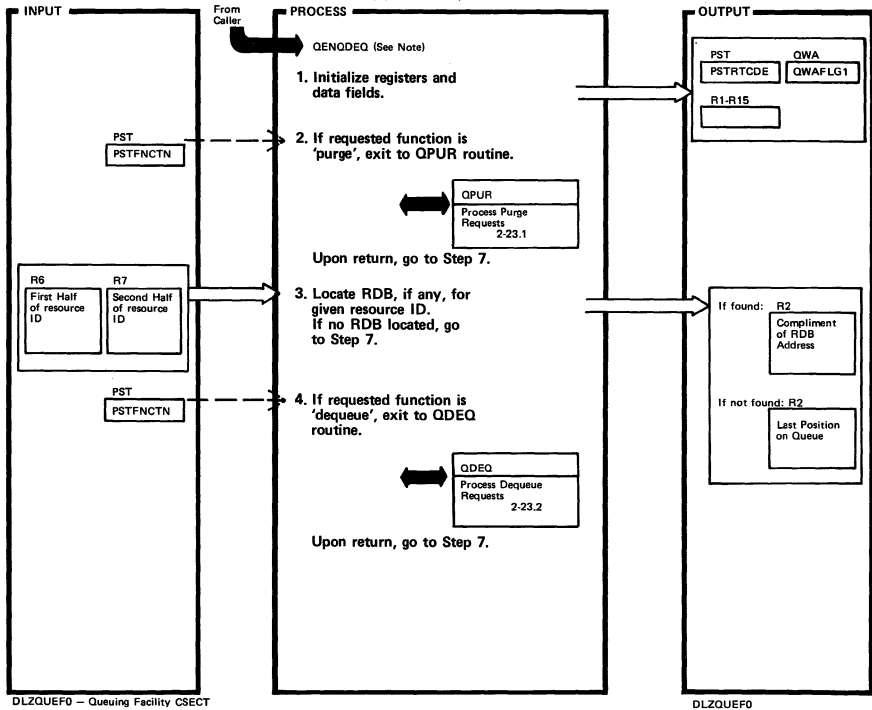 INPUT
From
Caller
PROCESS
OUTPUT
QENQDEQ (See Note)
1. Initialize registers and
data fields.
PST
QWA
PSTRTCDE
QWAFLG1
R1-R15
PST
PSTFNCTN
2. If requested function is
'purge', exit to QPUR routine.
QPUR
Process Purge
Requests
2-23.1
Upon return, go to Step 7.
R6
R7
First Half
of resource
ID
Second Half
of resource
ID
3. Locate RDB, if any, for
given resource ID.
If no RDB located, go
to Step 7.
If found: R2
Compliment
of RDB
Address
PST
PSTFNCTN
4. If requested function is
'dequeue', exit to QDEQ
routine.
If not found: R2
Last Position
on Queue
QDEQ
Process Dequeue
Requests
2-23.2
Upon return, go to Step 7.
DLZQUEF0 — Queuing Facility CSECT
DLZQUEF0